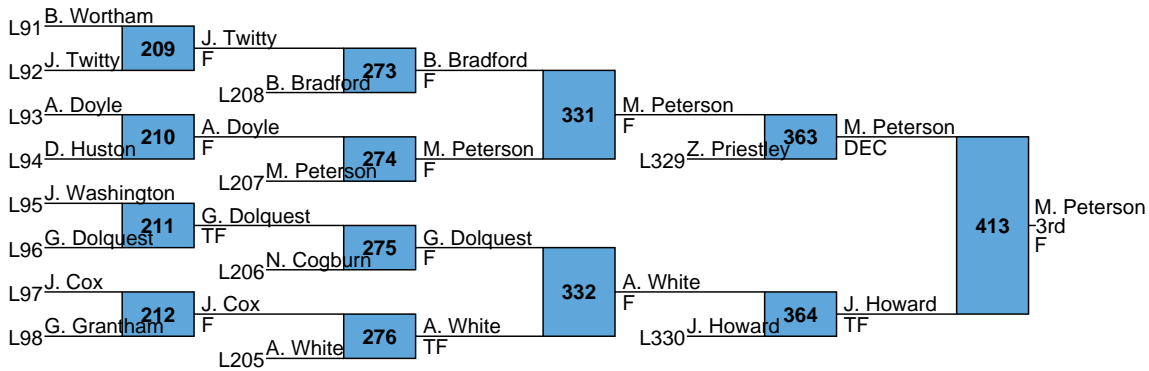 L91 B. Wortham
209
L92 J. Twitty
J. Twitty
F
273
L208 B. Bradford
B. Bradford
F
L93 A. Doyle
210
L94 D. Huston
A. Doyle
F
274
L207 M. Peterson
M. Peterson
F
331
M. Peterson
F
363
L329 Z. Priestley
M. Peterson
DEC
L95 J. Washington
211
L96 G. Dolquest
G. Dolquest
TF
275
L206 N. Cogburn
G. Dolquest
F
L97 J. Cox
212
L98 G. Grantham
J. Cox
F
276
L205 A. White
A. White
TF
332
A. White
F
364
L330 J. Howard
J. Howard
TF
413
M. Peterson
3rd
F